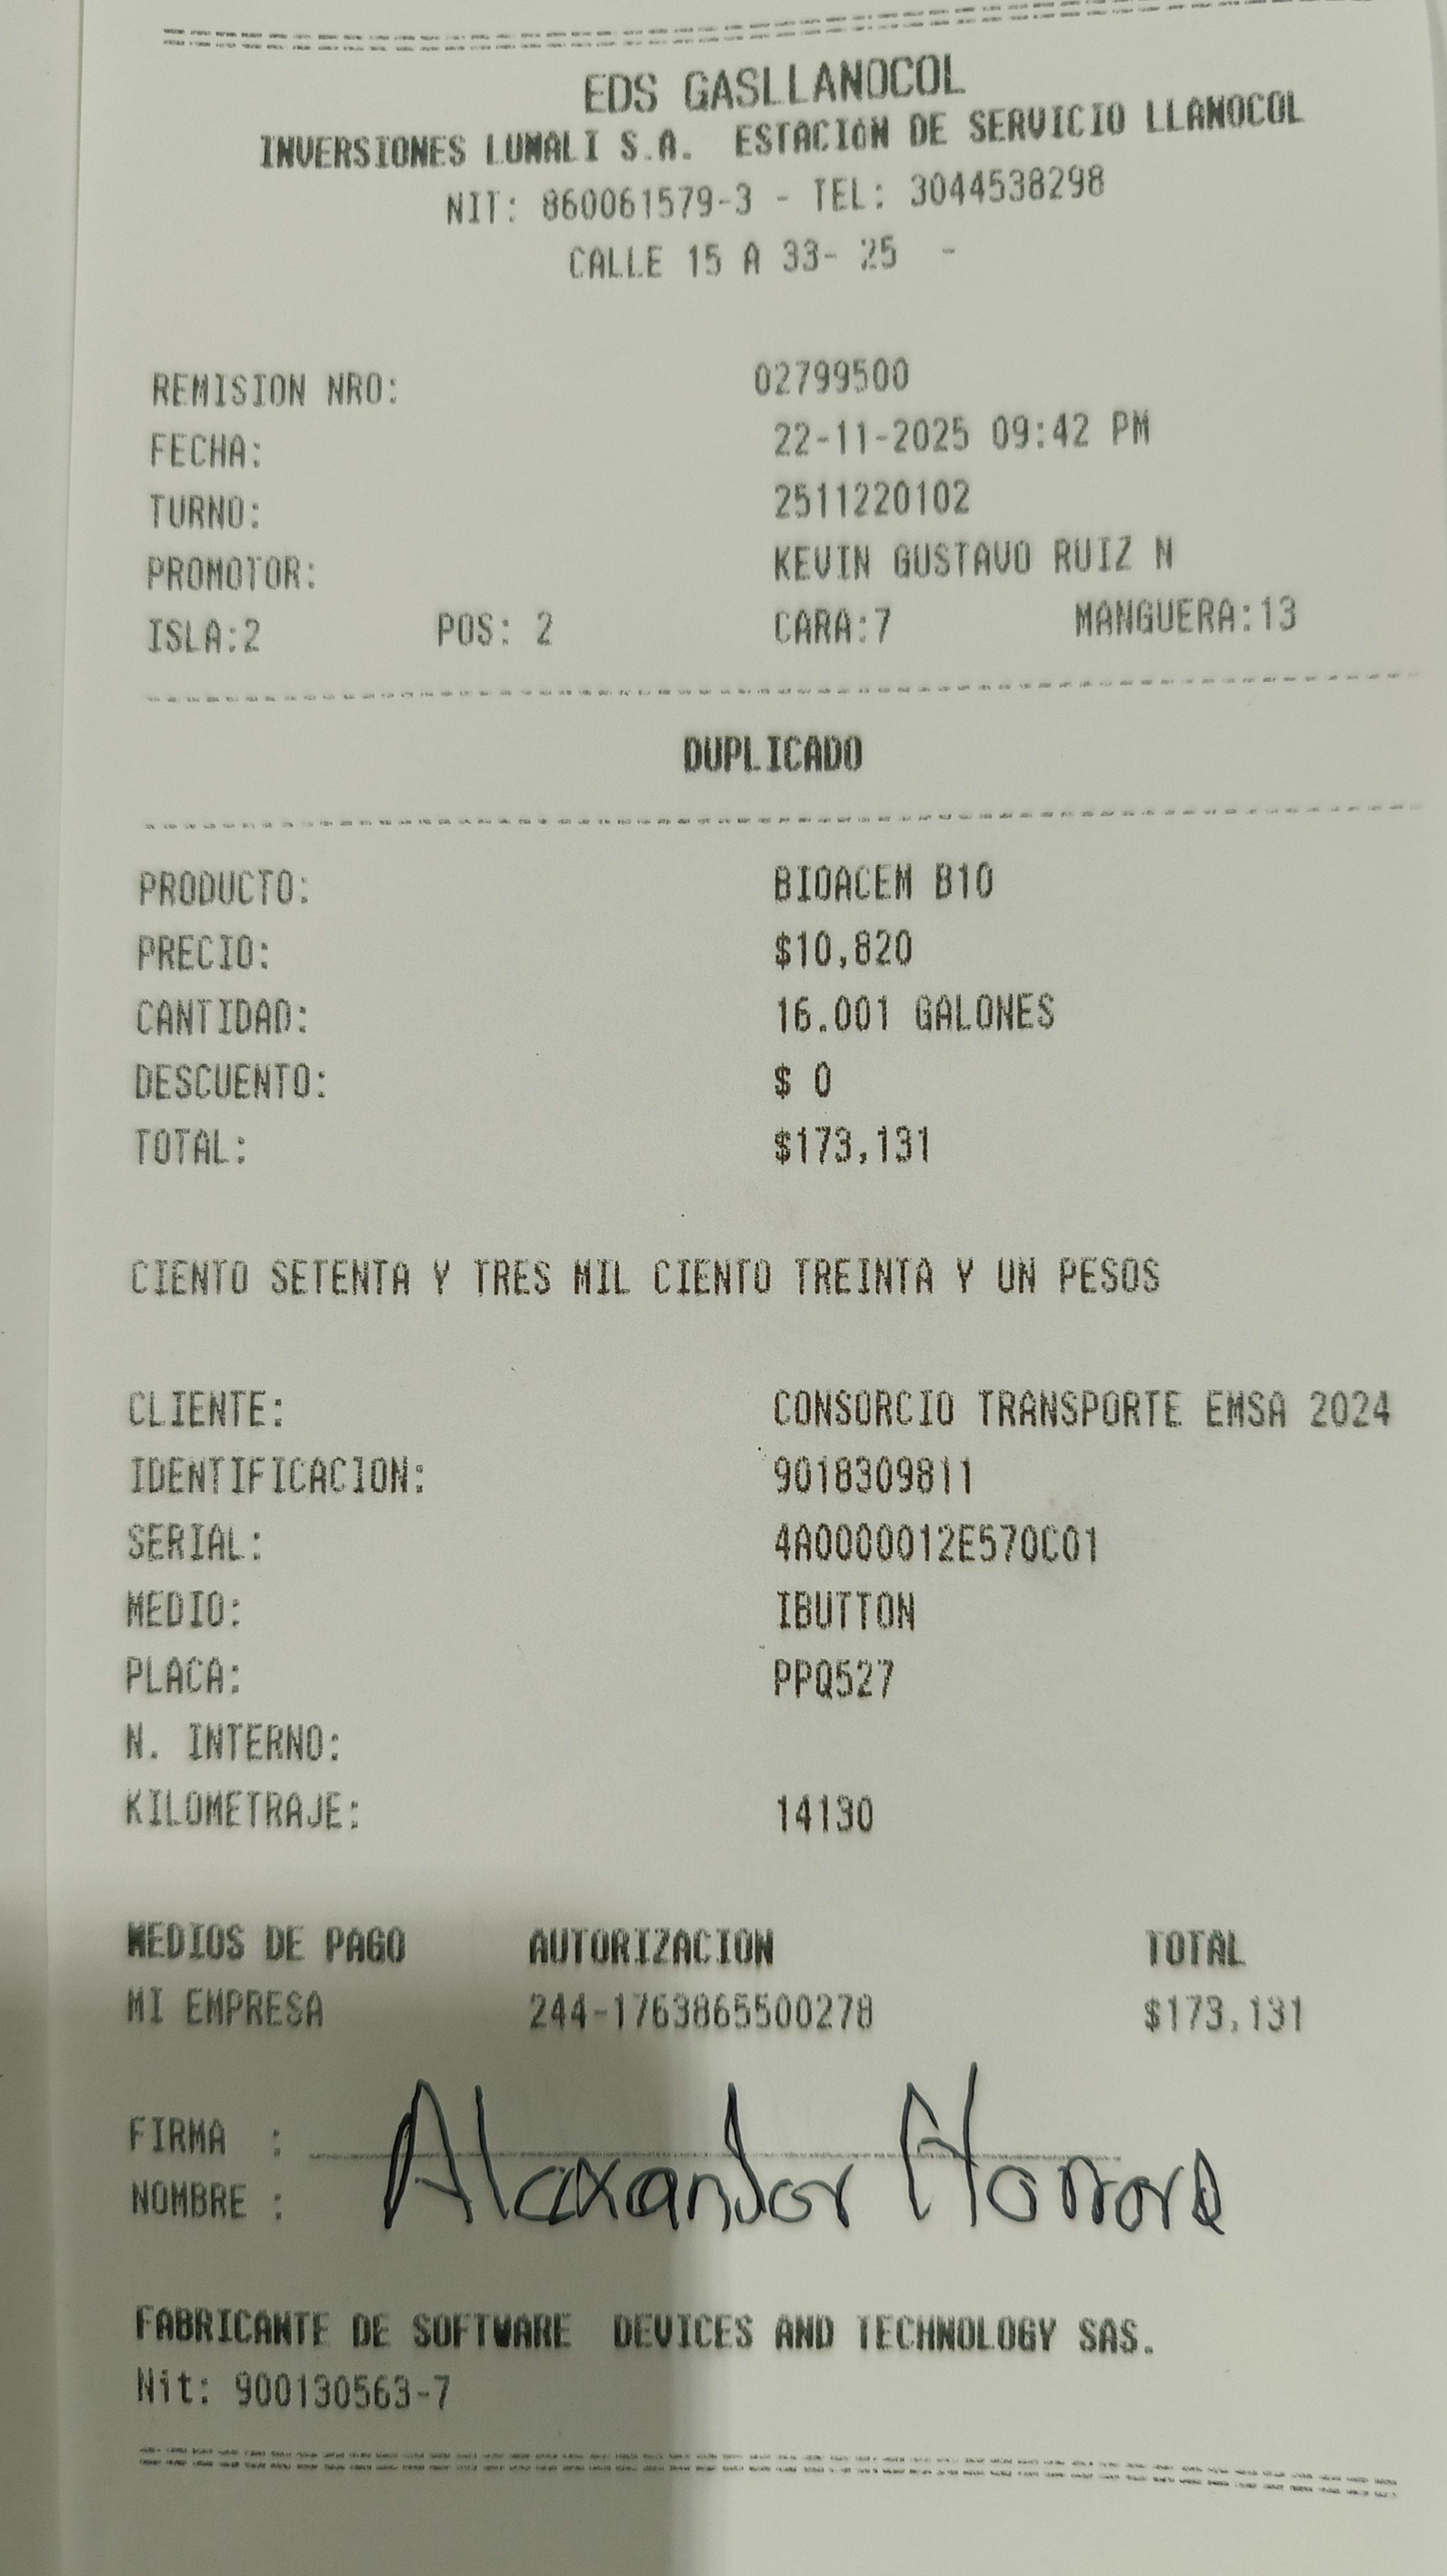 EDS GASLLANOCOL
INVERSIONES LUMALI S.A. ESTACIÓN DE SERVICIO LLANOCOL
NIT: 860061579-3 - TEL: 3044538298
CALLE 15 A 33- 25 -
REMISION NRO: 02799500
FECHA: 22-11-2025 09:42 PM
TURNO: 2511220102
PROMOTOR: KEVIN GUSTAVO RUIZ N
ISLA:2 POS: 2 CARA:7 MANGUERA:13
DUPLICADO
PRODUCTO: BIOACEM B10
PRECIO: $10,820
CANTIDAD: 16.001 GALONES
DESCUENTO: $ 0
TOTAL: $173,131
CIENTO SETENTA Y TRES MIL CIENTO TREINTA Y UN PESOS
CLIENTE: CONSORCIO TRANSPORTE EMSA 2024
IDENTIFICACION: 9018309811
SERIAL: 4A0000012E570C01
MEDIO: IBUTTON
PLACA: PPQ527
N. INTERNO:
KILOMETRAJE: 14130
MEDIOS DE PAGO AUTORIZACION TOTAL
MI EMPRESA 244-1763865500278 $173,131
FIRMA :
NOMBRE : Alexander Herrera
FABRICANTE DE SOFTWARE DEVICES AND TECHNOLOGY SAS.
Nit: 900130563-7